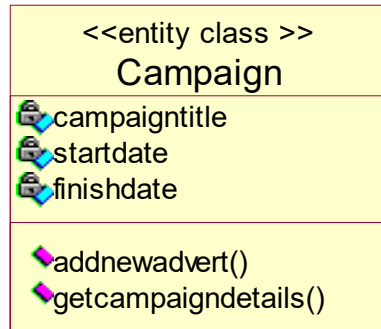 <<entity class >>
Campaign
campaigntitle
startdate
finishdate
addnewadvert()
getcampaigndetails()